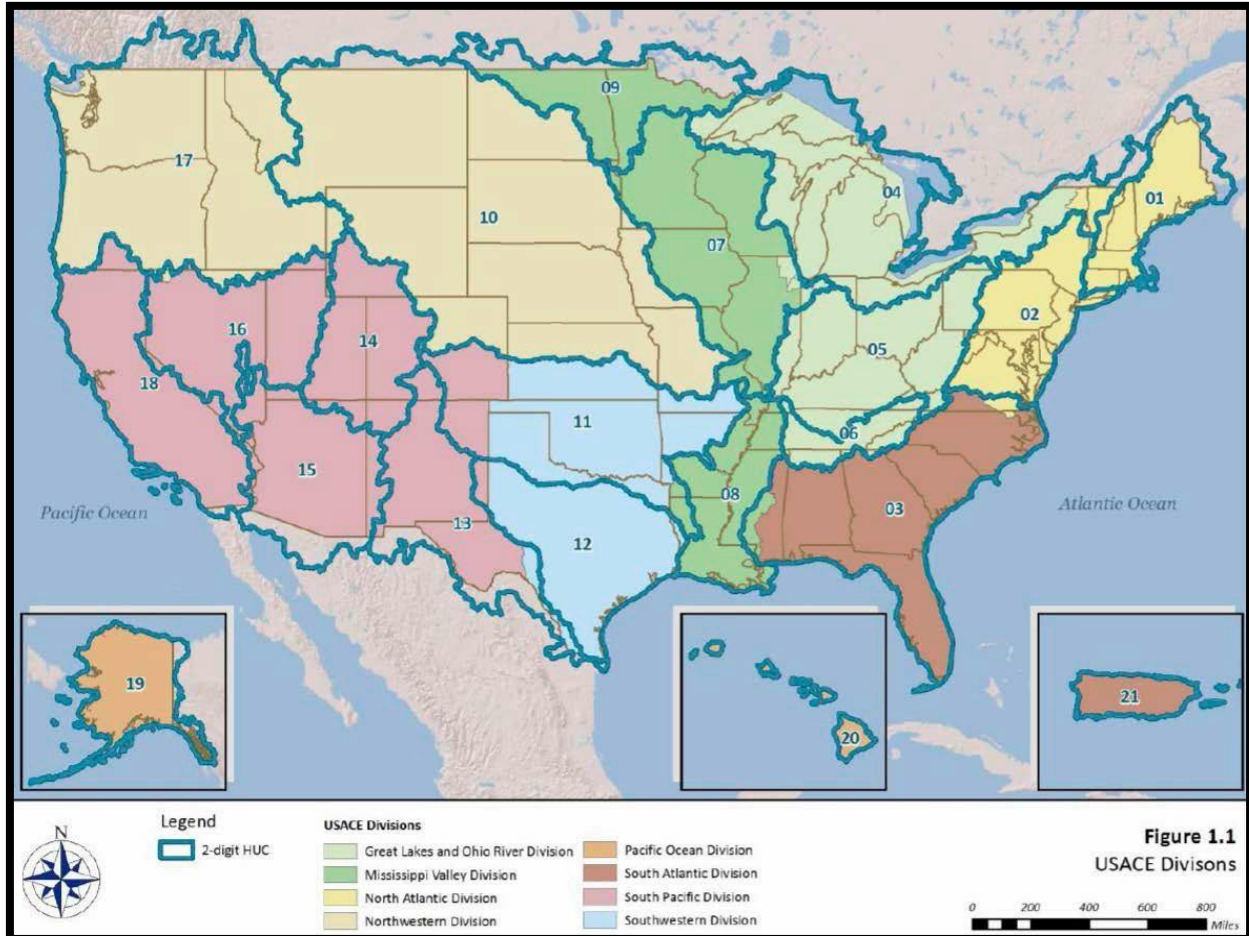 09
17
01
04
10
07
02
16
14
05
18
11
06
15
08
03
Pacific Ocean
Atlantic Ocean
13
12
19
20
21
N
Legend
2-digit HUC
USACE Divisions
Great Lakes and Ohio River Division
Mississippi Valley Division
North Atlantic Division
Northwestern Division
Pacific Ocean Division
South Atlantic Division
South Pacific Division
Southwestern Division
Figure 1.1
USACE Divisons
0 200 400 600 800
Miles